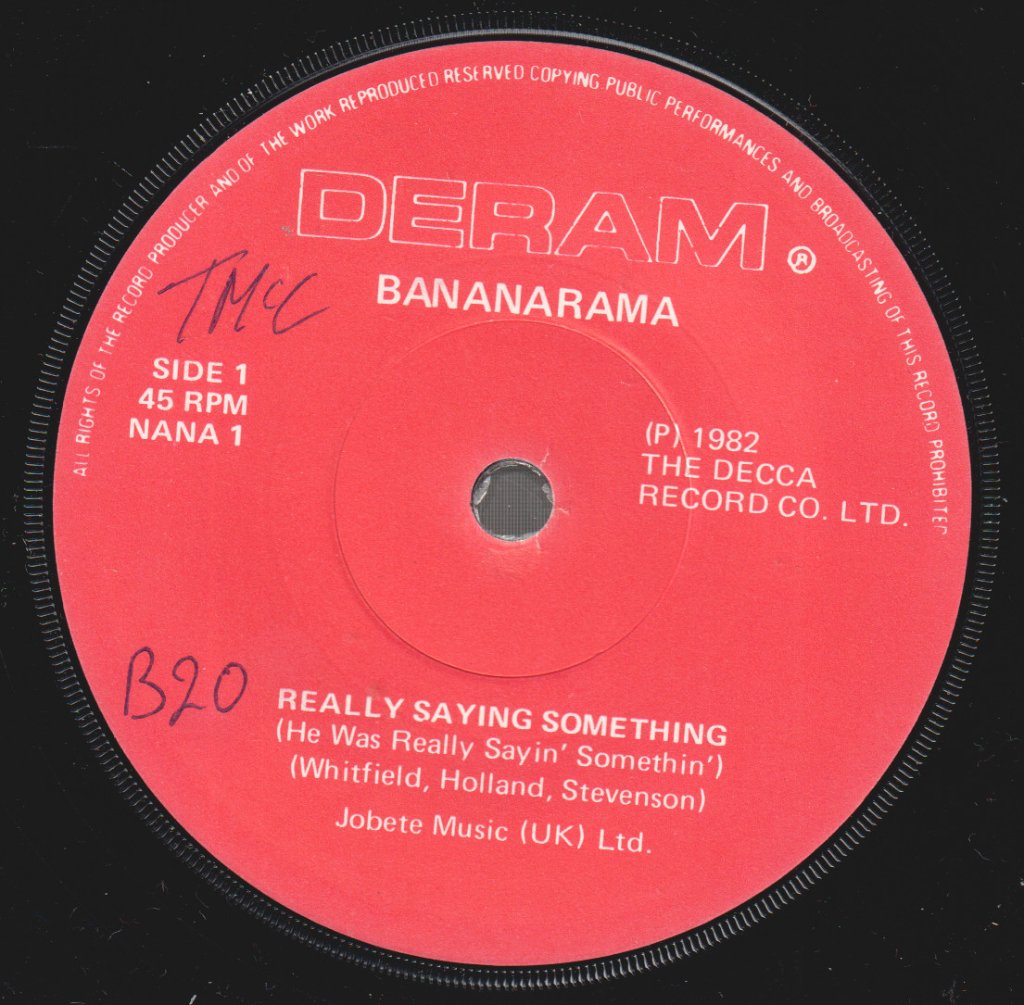 ALL RIGHTS OF THE RECORD PRODUCER AND OF THE WORK REPRODUCED RESERVED COPYING PUBLIC PERFORMANCES AND BROADCASTING OF THIS RECORD PROHIBITED
DERAM ®
BANANARAMA
TMcC
SIDE 1
45 RPM
NANA 1
(P) 1982
THE DECCA
RECORD CO. LTD.
B20
REALLY SAYING SOMETHING
(He Was Really Sayin' Somethin')
(Whitfield, Holland, Stevenson)
Jobete Music (UK) Ltd.